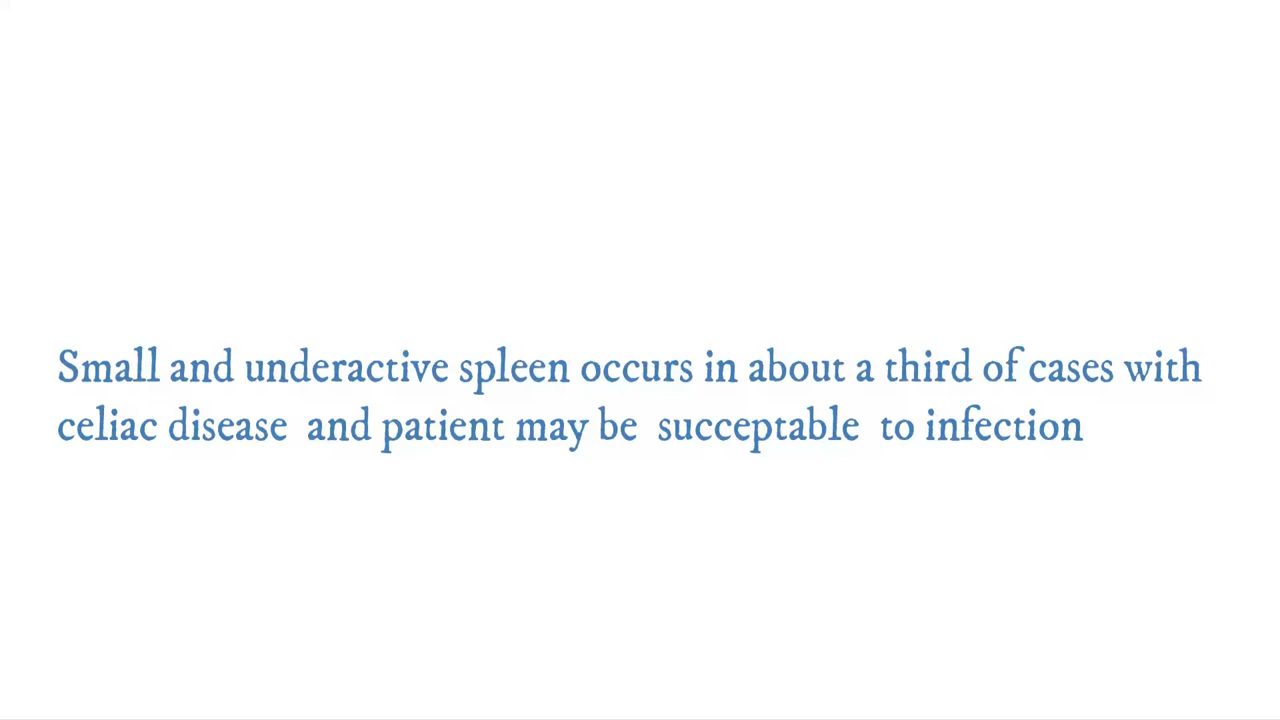 Small and underactive spleen occurs in about a third of cases with
celiac disease  and patient may be  succeptable  to infection